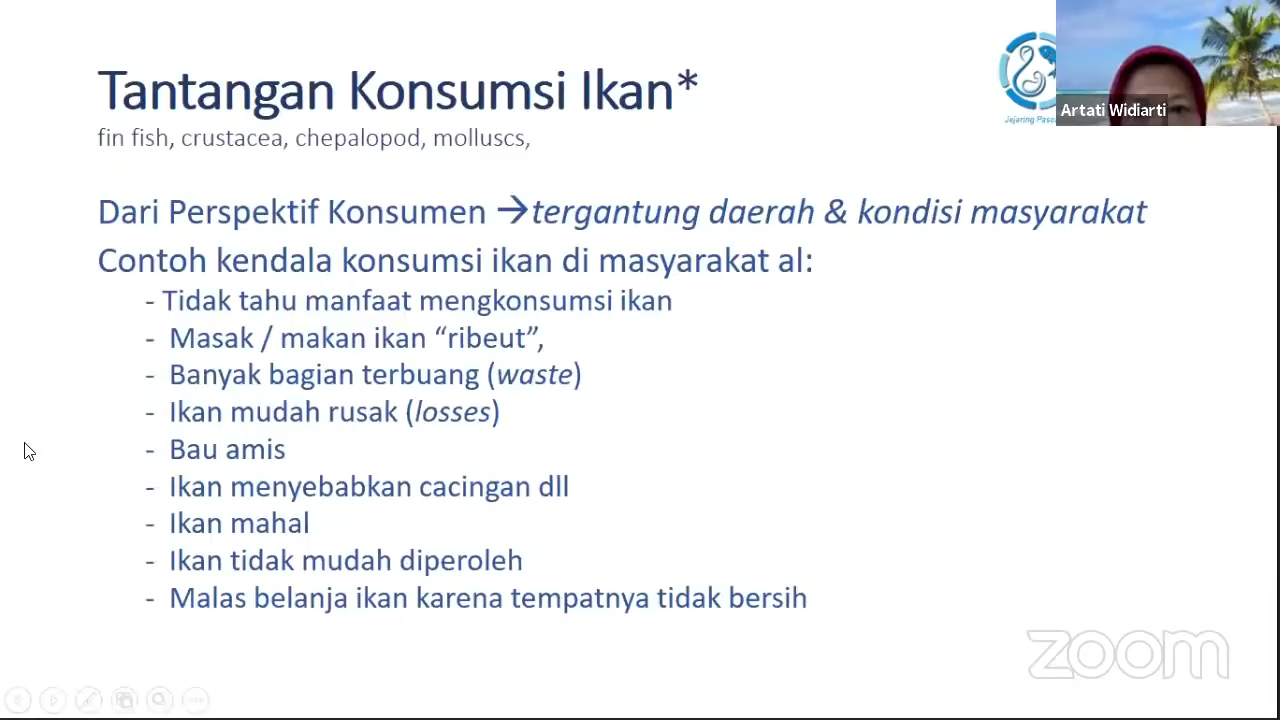 Tantangan Konsumsi Ikan*
fin fish, crustacea, chepalopod, molluscs,
Jejaring
Artati Widiarti
Dari Perspektif Konsumen →tergantung daerah & kondisi masyarakat
Contoh kendala konsumsi ikan di masyarakat al:
- Tidak tahu manfaat mengkonsumsi ikan
- Masak / makan ikan “ribeut”,
- Banyak bagian terbuang (waste)
- Ikan mudah rusak (losses)
- Bau amis
- Ikan menyebabkan cacingan dll
- Ikan mahal
- Ikan tidak mudah diperoleh
- Malas belanja ikan karena tempatnya tidak bersih
zoom